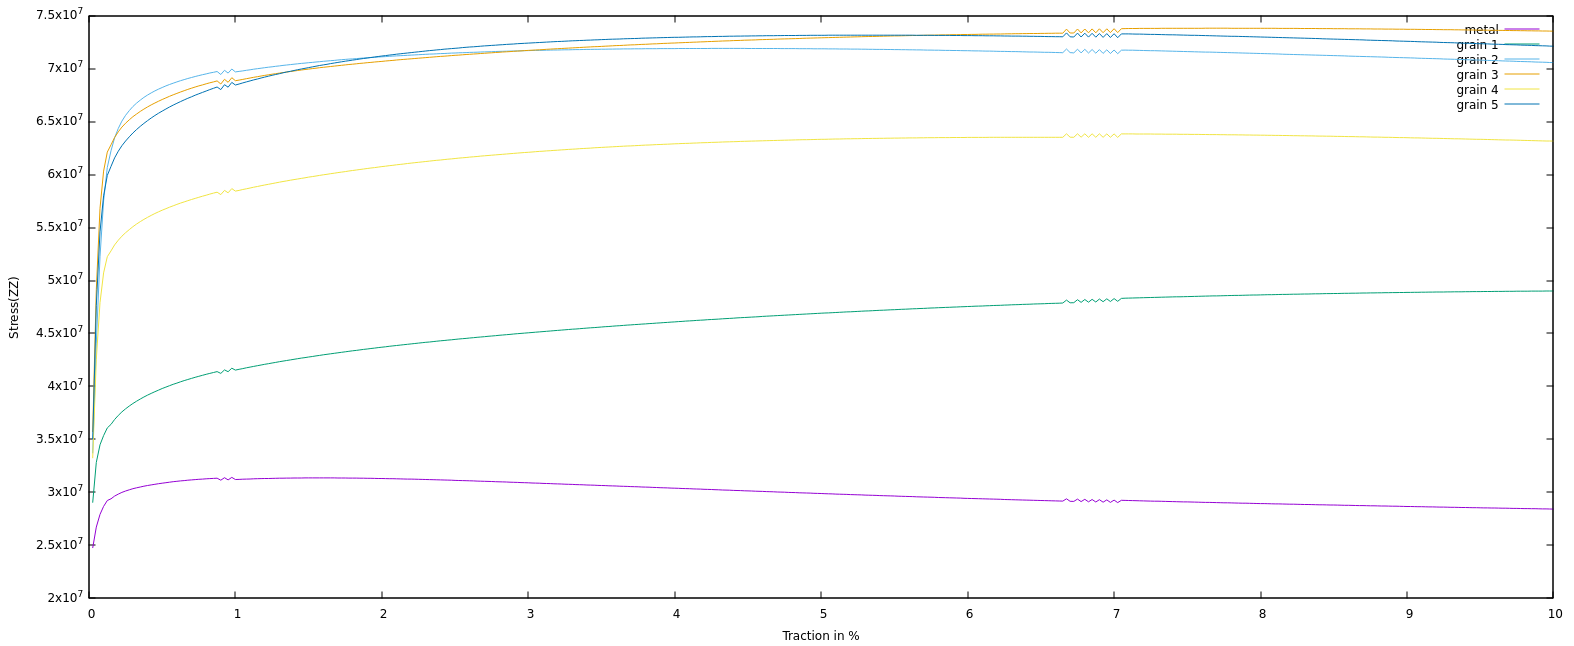 7.5x10^7
7x10^7
6.5x10^7
6x10^7
5.5x10^7
5x10^7
4.5x10^7
4x10^7
3.5x10^7
3x10^7
2.5x10^7
2x10^7
Stress(ZZ)
0 1 2 3 4 5 6 7 8 9 10
Traction in %
metal
grain 1
grain 2
grain 3
grain 4
grain 5